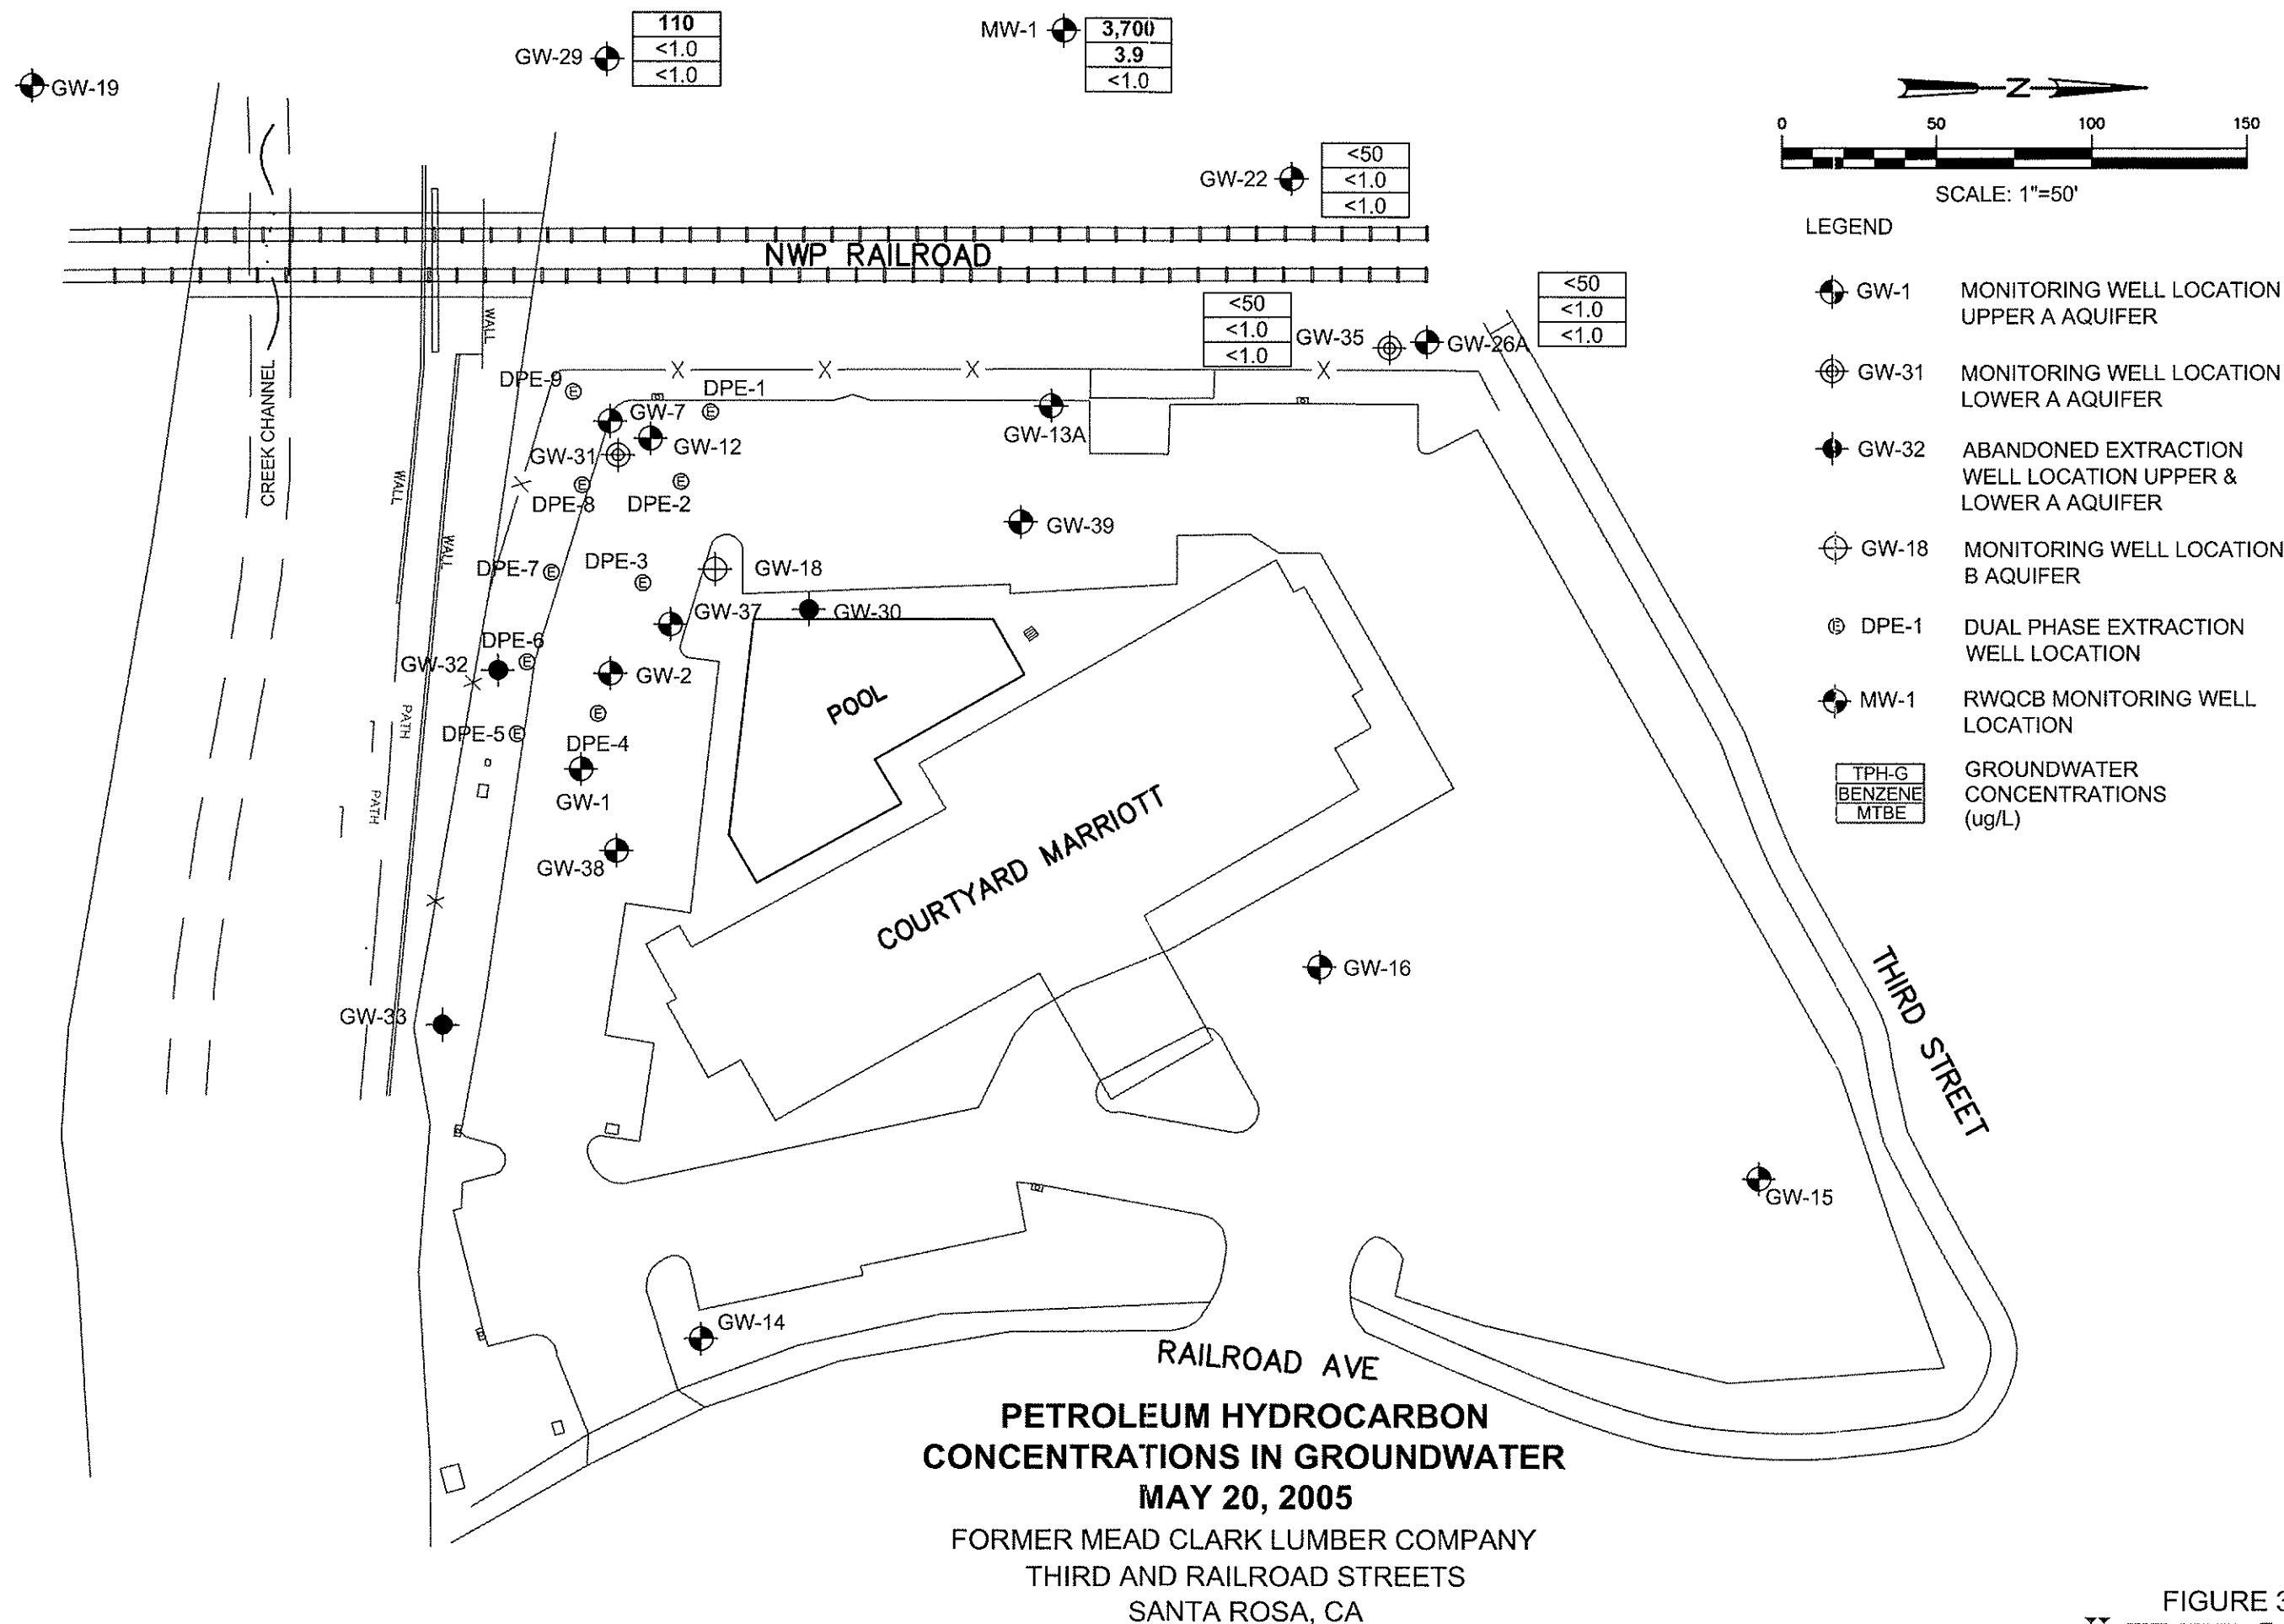 GW-19
GW-29
110
<1.0
<1.0
MW-1
3,700
3.9
<1.0
GW-22
<50
<1.0
<1.0
N
0 50 100 150
SCALE: 1"=50'
LEGEND
GW-1 MONITORING WELL LOCATION
UPPER A AQUIFER
GW-31 MONITORING WELL LOCATION
LOWER A AQUIFER
GW-32 ABANDONED EXTRACTION
WELL LOCATION UPPER &
LOWER A AQUIFER
GW-18 MONITORING WELL LOCATION
B AQUIFER
E DPE-1 DUAL PHASE EXTRACTION
WELL LOCATION
MW-1 RWQCB MONITORING WELL
LOCATION
TPH-G
BENZENE
MTBE
GROUNDWATER
CONCENTRATIONS
(ug/L)
NWP RAILROAD
<50
<1.0
<1.0
GW-35
GW-26A
<50
<1.0
<1.0
CREEK CHANNEL
WALL
WALL
WALL
PATH
PATH
DPE-9
DPE-1
GW-7
GW-12
GW-31
DPE-8
DPE-2
GW-13A
GW-39
DPE-7
DPE-3
GW-18
GW-37
GW-30
DPE-6
GW-32
GW-2
DPE-5
DPE-4
GW-1
GW-38
GW-33
POOL
COURTYARD MARRIOTT
GW-16
GW-15
GW-14
THIRD STREET
RAILROAD AVE
PETROLEUM HYDROCARBON
CONCENTRATIONS IN GROUNDWATER
MAY 20, 2005
FORMER MEAD CLARK LUMBER COMPANY
THIRD AND RAILROAD STREETS
SANTA ROSA, CA
FIGURE 3